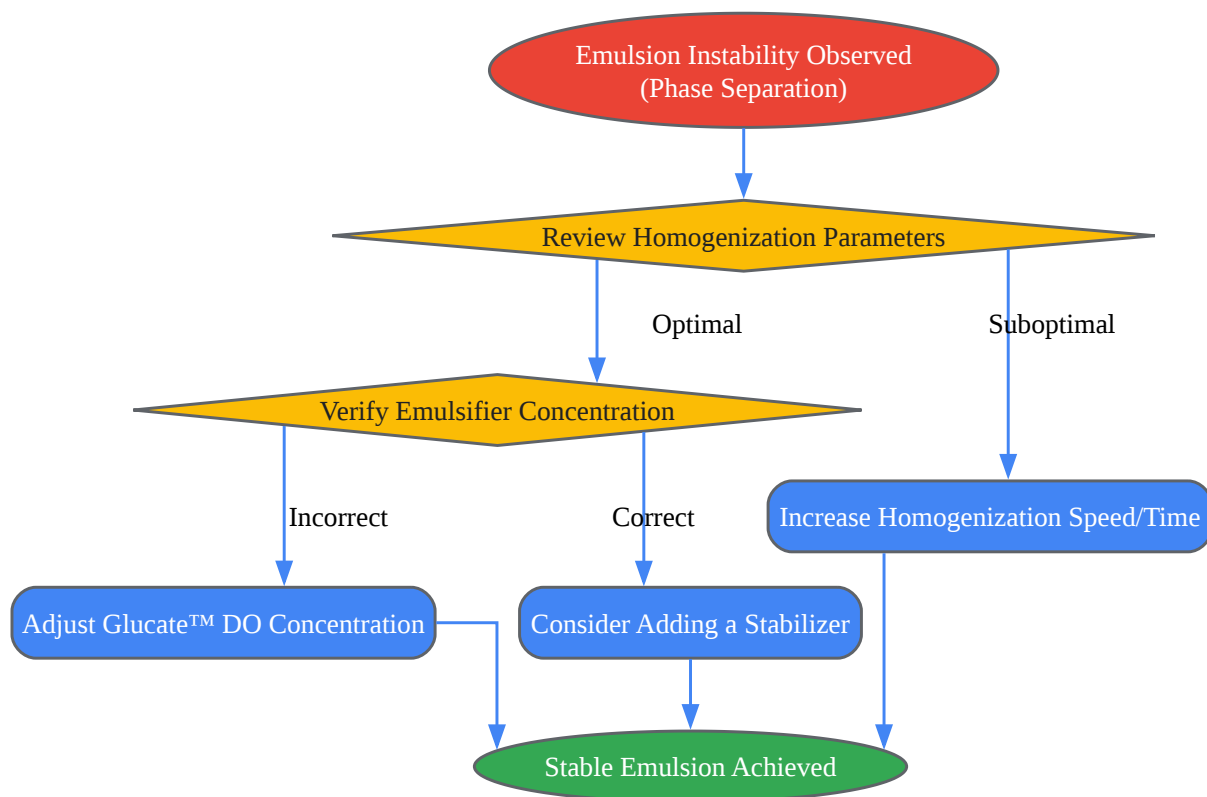 Emulsion Instability Observed
(Phase Separation)
Review Homogenization Parameters
Optimal
Suboptimal
Verify Emulsifier Concentration
Incorrect
Correct
Increase Homogenization Speed/Time
Adjust Glucate™ DO Concentration
Consider Adding a Stabilizer
Stable Emulsion Achieved